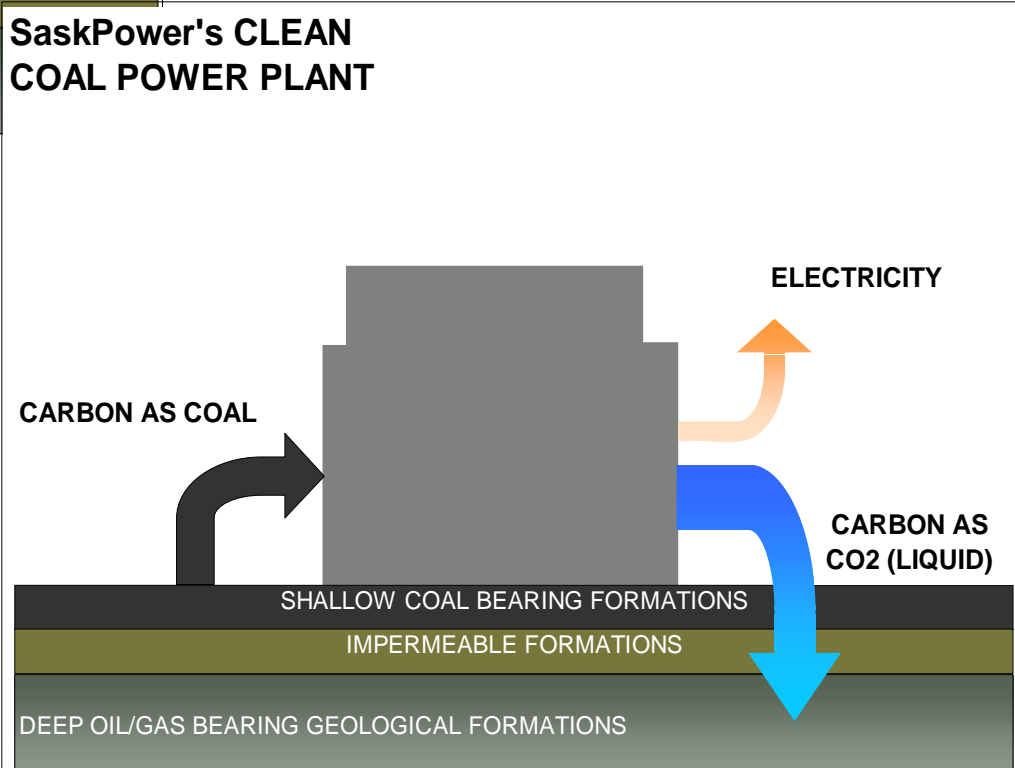 SaskPower's CLEAN
COAL POWER PLANT
ELECTRICITY
CARBON AS COAL
CARBON AS
CO2 (LIQUID)
SHALLOW COAL BEARING FORMATIONS
IMPERMEABLE FORMATIONS
DEEP OIL/GAS BEARING GEOLOGICAL FORMATIONS